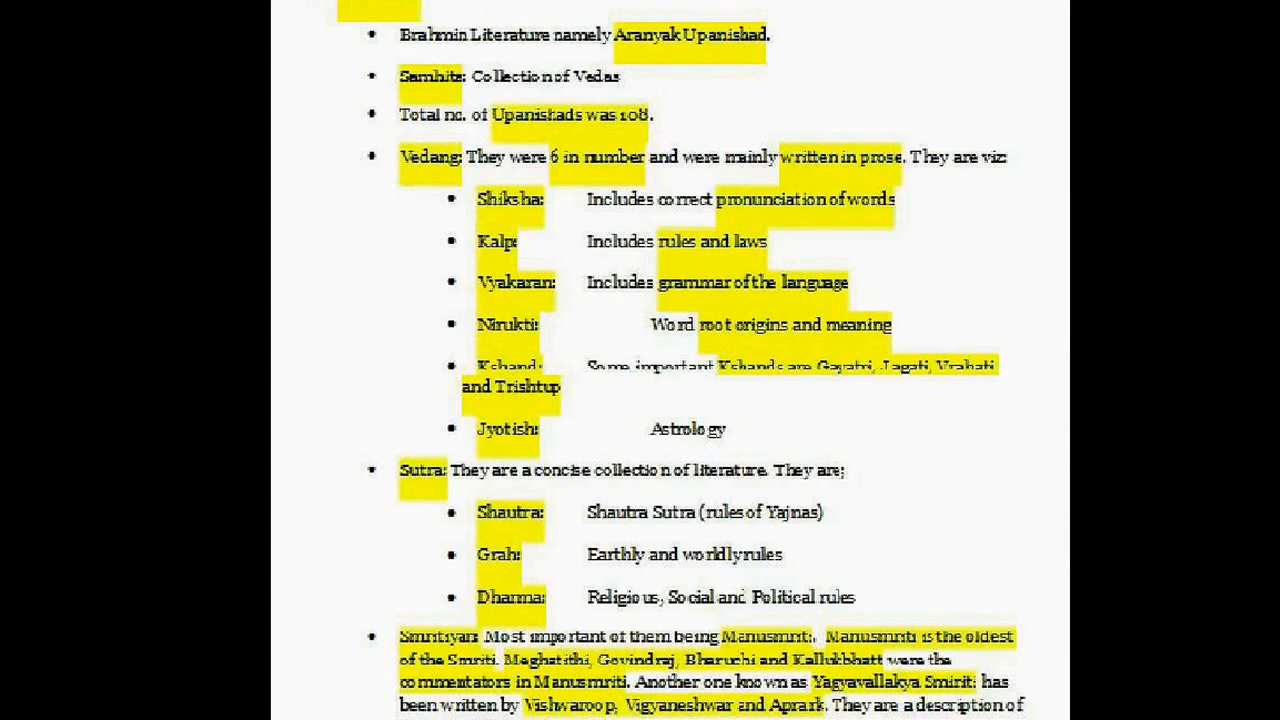 • Brahmin Literature namely Aranyak Upanishad.
• Samhita: Collection of Vedas
• Total no. of Upanishads was 108.
• Vedang: They were 6 in number and were mainly written in prose. They are viz:
• Shiksha: Includes correct pronunciation of words
• Kalp: Includes rules and laws
• Vyakaran: Includes grammar of the language
• Nirukti: Word root origins and meaning
• Kshand: Some important Kshands are Gayatri, Jagati, Vrahati
and Trishtup
• Jyotish: Astrology
• Sutra: They are a concise collection of literature. They are;
• Shautra: Shautra Sutra (rules of Yajnas)
• Grah: Earthly and worldly rules
• Dharma: Religious, Social and Political rules
• Smritiyan: Most important of them being Manusmriti. Manusmriti is the oldest
of the Smriti. Meghatithi, Govindraj, Bharuchi and Kallukbhatt were the
commentators in Manusmriti. Another one known as Yagyavallakya Smiriti has
been written by Vishwaroop, Vigyaneshwar and Aprark. They are a description of